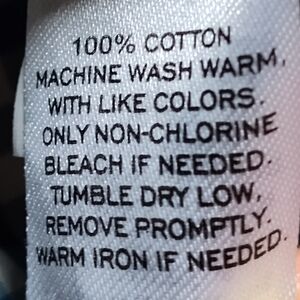 100% COTTON
MACHINE WASH WARM,
WITH LIKE COLORS.
ONLY NON-CHLORINE
BLEACH IF NEEDED.
TUMBLE DRY LOW,
REMOVE PROMPTLY.
WARM IRON IF NEEDED.